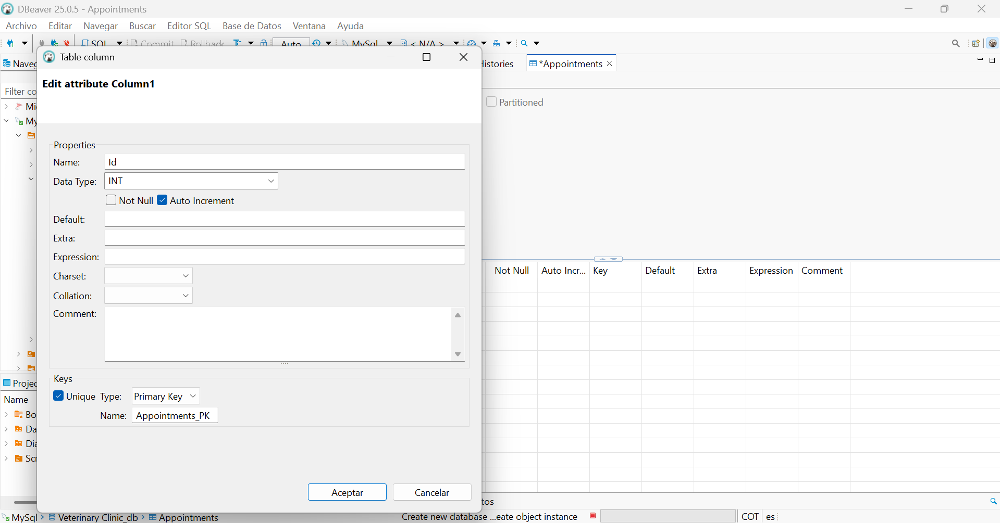 DBeaver 25.0.5 - Appointments
Archivo Editar Navegar Buscar Editor SQL Base de Datos Ventana Ayuda
SQL Commit Rollback Auto MySql < N/A >
Table column
Naveg
Histories
*Appointments
Edit attribute Column1
Filter co
Partitioned
Mi
My
Properties
Name: Id
Data Type: INT
Not Null Auto Increment
Default:
Extra:
Expression:
Charset:
Collation:
Comment:
Not Null Auto Incr... Key Default Extra Expression Comment
Keys
Projec
Unique Type: Primary Key
Name
Name: Appointments_PK
Bo
Da
Dia
Scr
Aceptar Cancelar
tos
MySql Veterinary Clinic_db Appointments
Create new database ...eate object instance
COT es